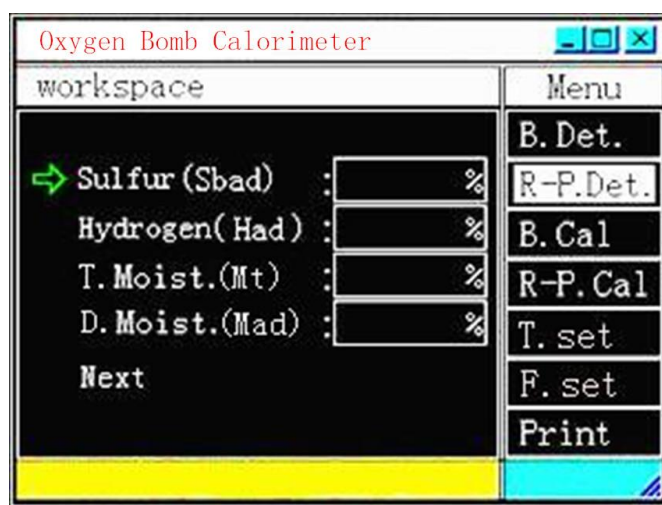 Oxygen Bomb Calorimeter
workspace
Menu
Sulfur(Sbad) : %
Hydrogen(Had) : %
T.Moist.(Mt) : %
D.Moist.(Mad) : %
Next
B.Det.
R-P.Det.
B.Cal
R-P.Cal
T.set
F.set
Print